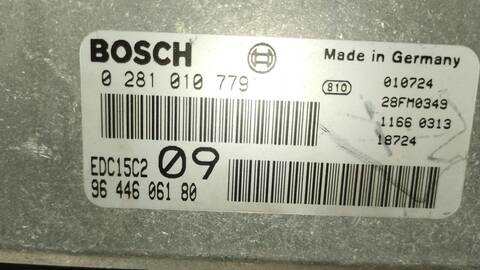 BOSCH
Made in Germany
0 281 010 779
810
010724
28FM0349
1166 0313
18724
EDC15C2 09
96 446 061 80